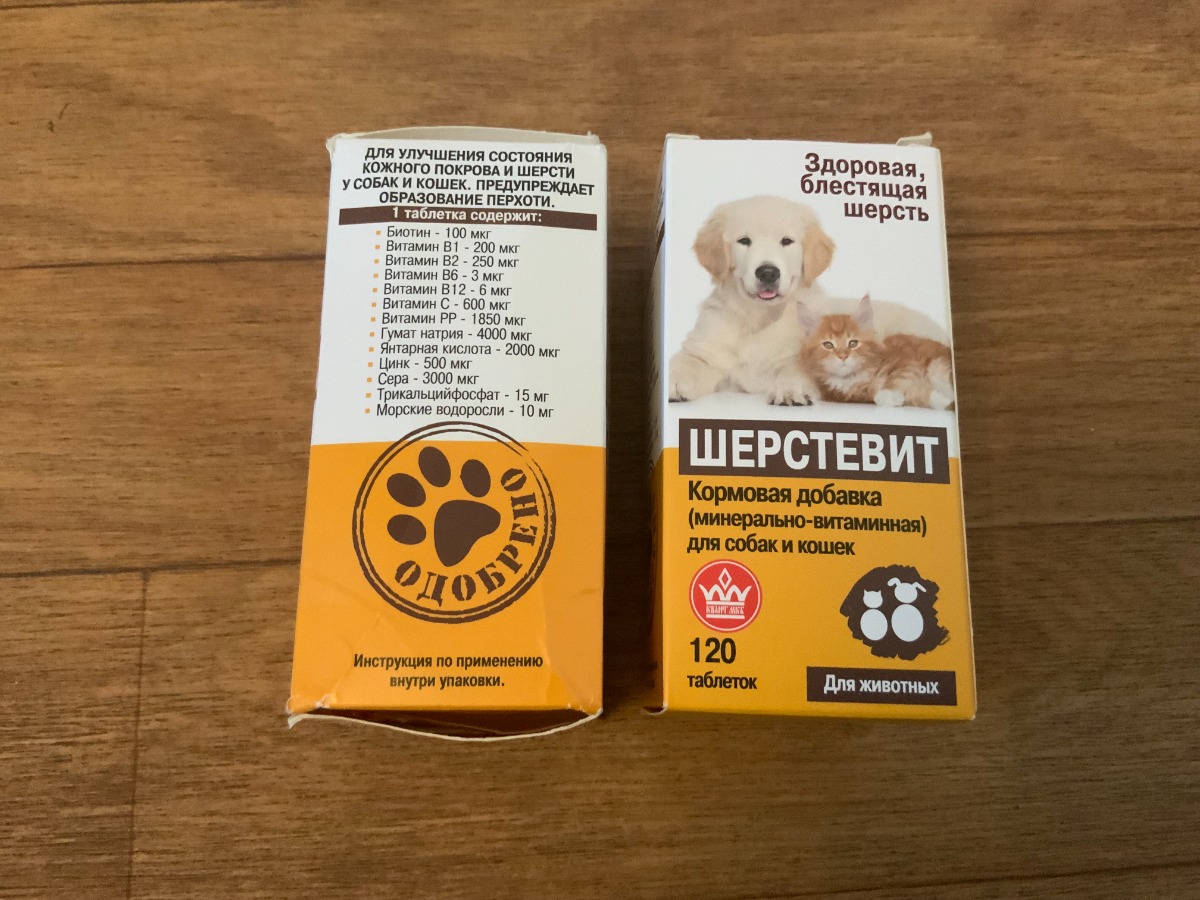 ДЛЯ УЛУЧШЕНИЯ СОСТОЯНИЯ
КОЖНОГО ПОКРОВА И ШЕРСТИ
У СОБАК И КОШЕК. ПРЕДУПРЕЖДАЕТ
ОБРАЗОВАНИЕ ПЕРХОТИ.
1 таблетка содержит:
Биотин - 100 мкг
Витамин В1 - 200 мкг
Витамин В2 - 250 мкг
Витамин В6 - 3 мкг
Витамин В12 - 6 мкг
Витамин С - 600 мкг
Витамин РР - 1850 мкг
Гумат натрия - 4000 мкг
Янтарная кислота - 2000 мкг
Цинк - 500 мкг
Сера - 3000 мкг
Трикальцийфосфат - 15 мг
Морские водоросли - 10 мг
ОДОБРЕНО
Инструкция по применению
внутри упаковки.
Здоровая,
блестящая
шерсть
ШЕРСТЕВИТ
Кормовая добавка
(минерально-витаминная)
для собак и кошек
КВАНТ МКБ
120
таблеток
Для животных